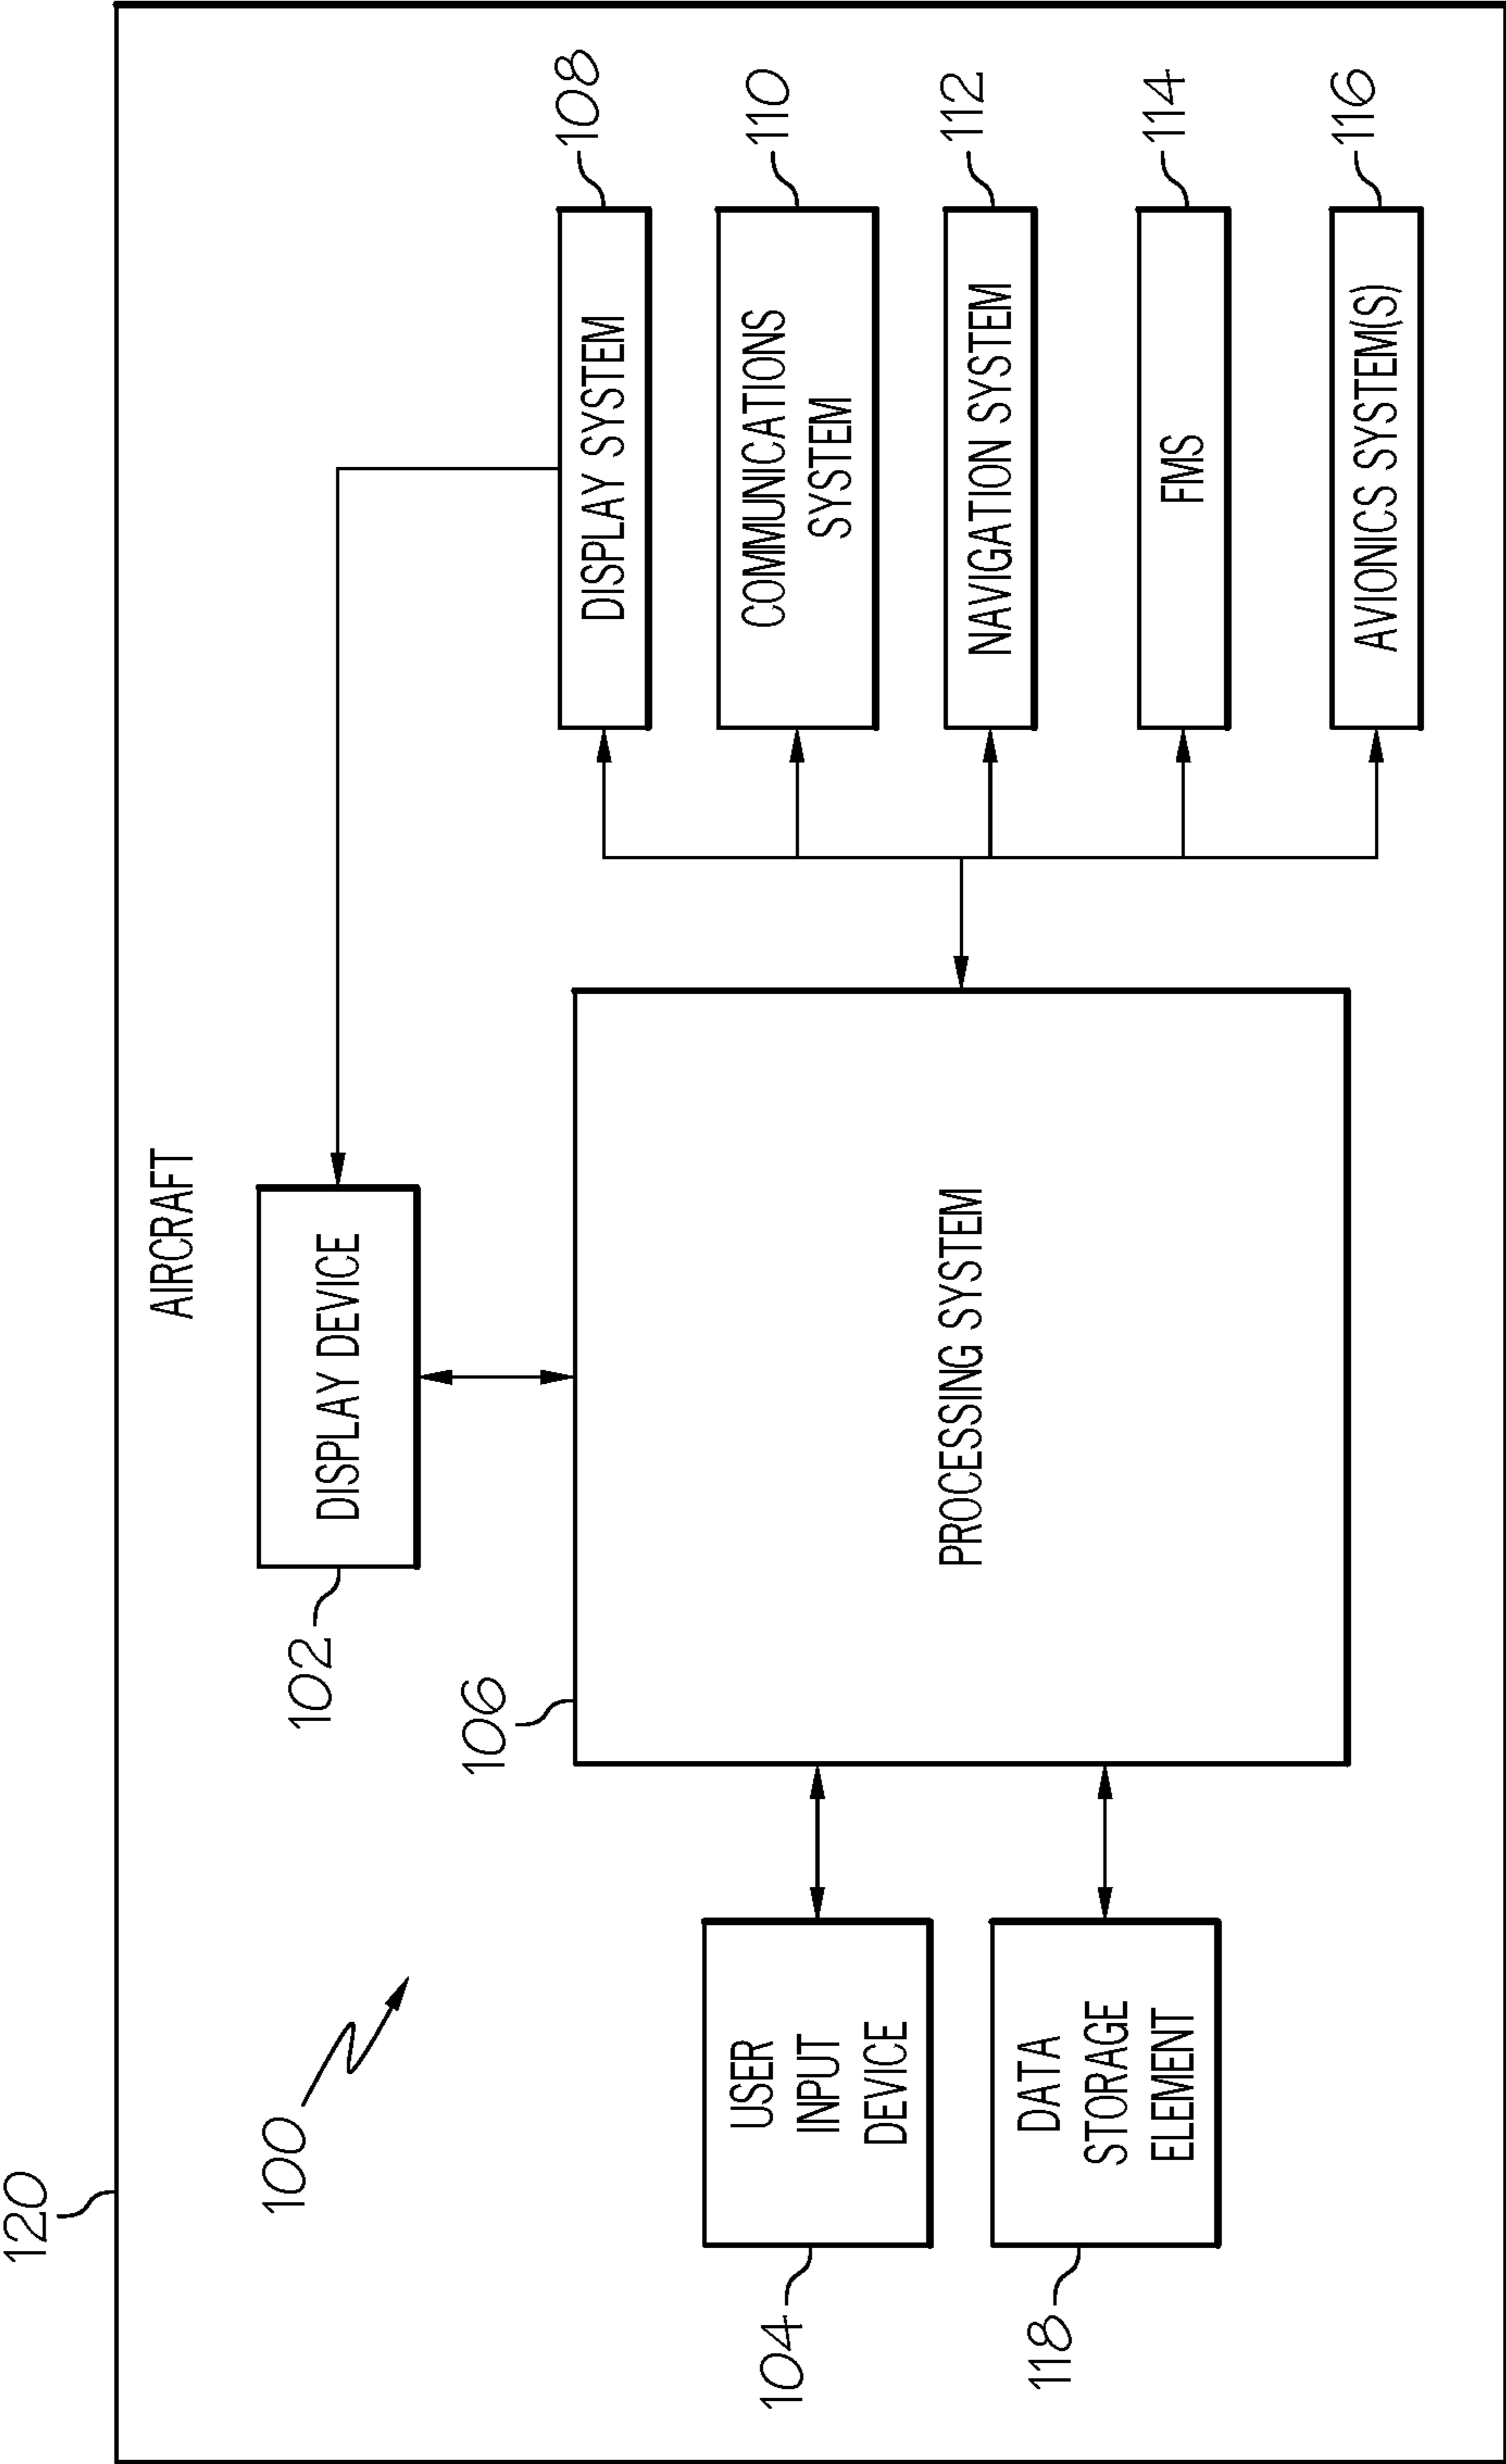 120
AIRCRAFT
100
102
DISPLAY DEVICE
106
PROCESSING SYSTEM
104
USER
INPUT
DEVICE
118
DATA
STORAGE
ELEMENT
DISPLAY SYSTEM
108
COMMUNICATIONS
SYSTEM
110
NAVIGATION SYSTEM
112
FMS
114
AVIONICS SYSTEM(S)
116